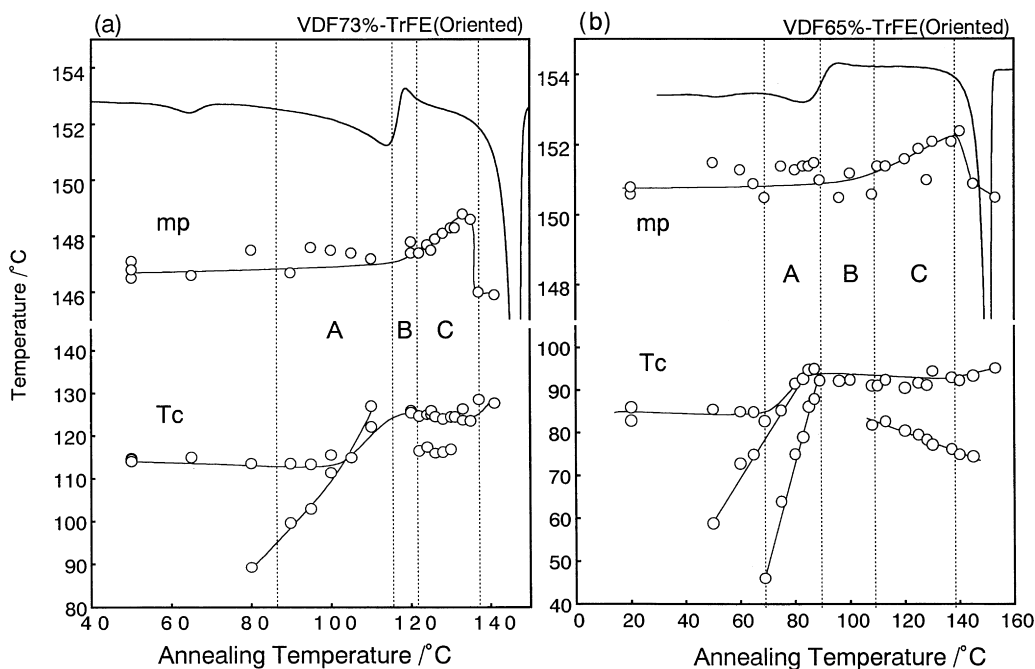 (a)
VDF73%-TrFE(Oriented)
(b)
VDF65%-TrFE(Oriented)
154
152
150
148
146
140
130
120
110
100
90
80
mp
A
B
C
Tc
40 60 80 100 120 140
Annealing Temperature /°C
Temperature /°C
154
152
150
148
100
90
80
70
60
50
40
mp
A
B
C
Tc
0 20 40 60 80 100 120 140 160
Annealing Temperature /°C